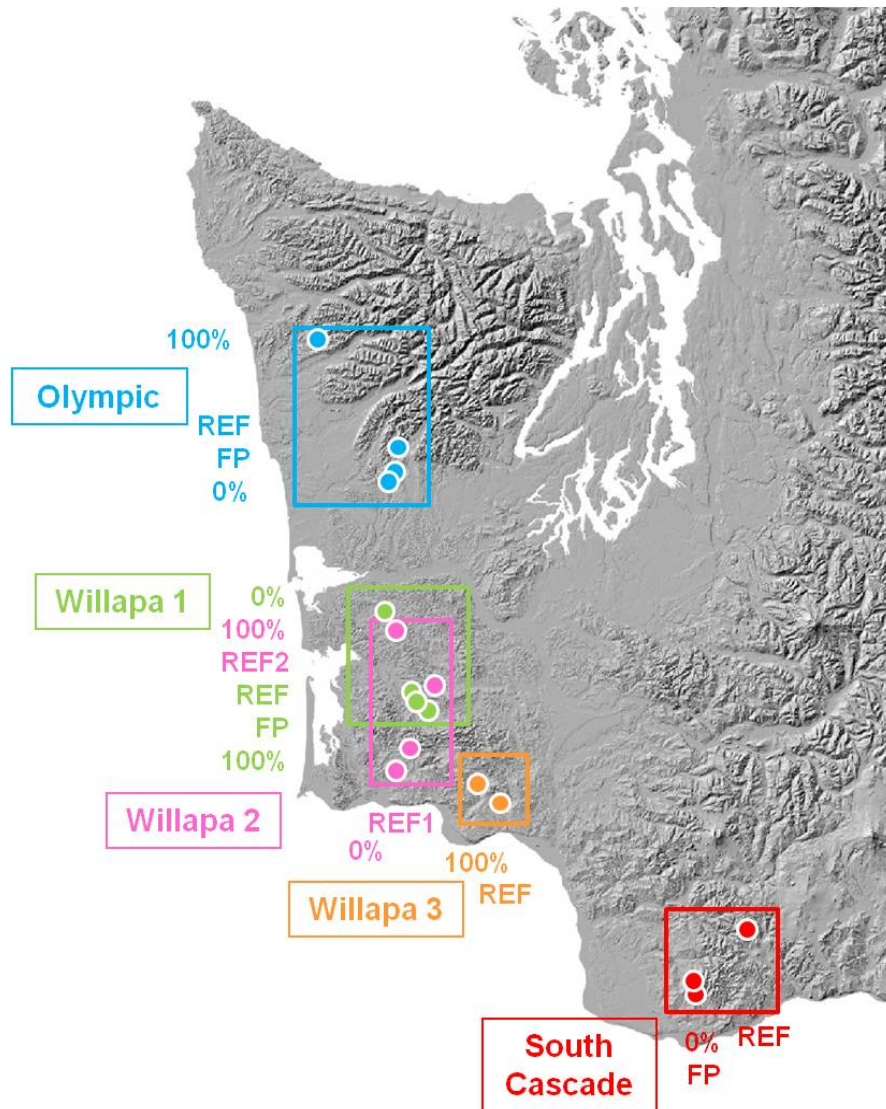 100%
Olympic
REF
FP
0%
Willapa 1
0%
100%
REF2
REF
FP
100%
Willapa 2
REF1
0%
100%
Willapa 3
REF
South
Cascade
0%
REF
FP